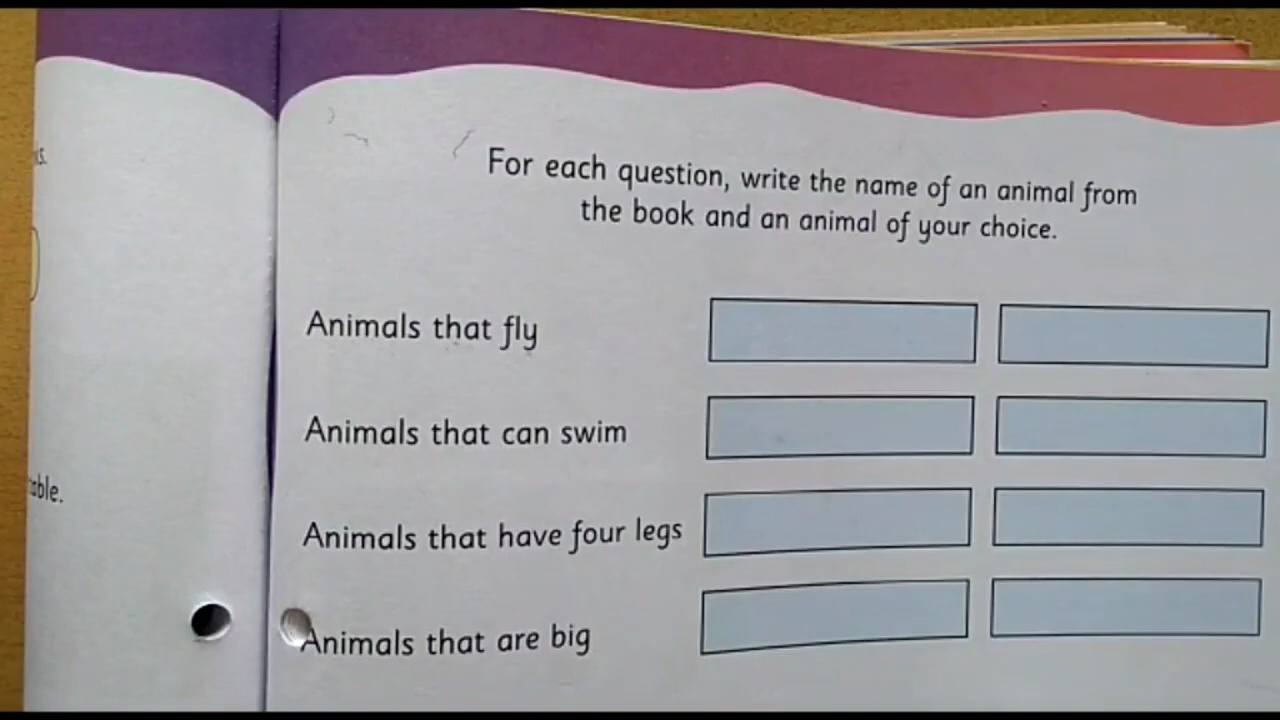 For each question, write the name of an animal from
the book and an animal of your choice.
Animals that fly
Animals that can swim
Animals that have four legs
Animals that are big